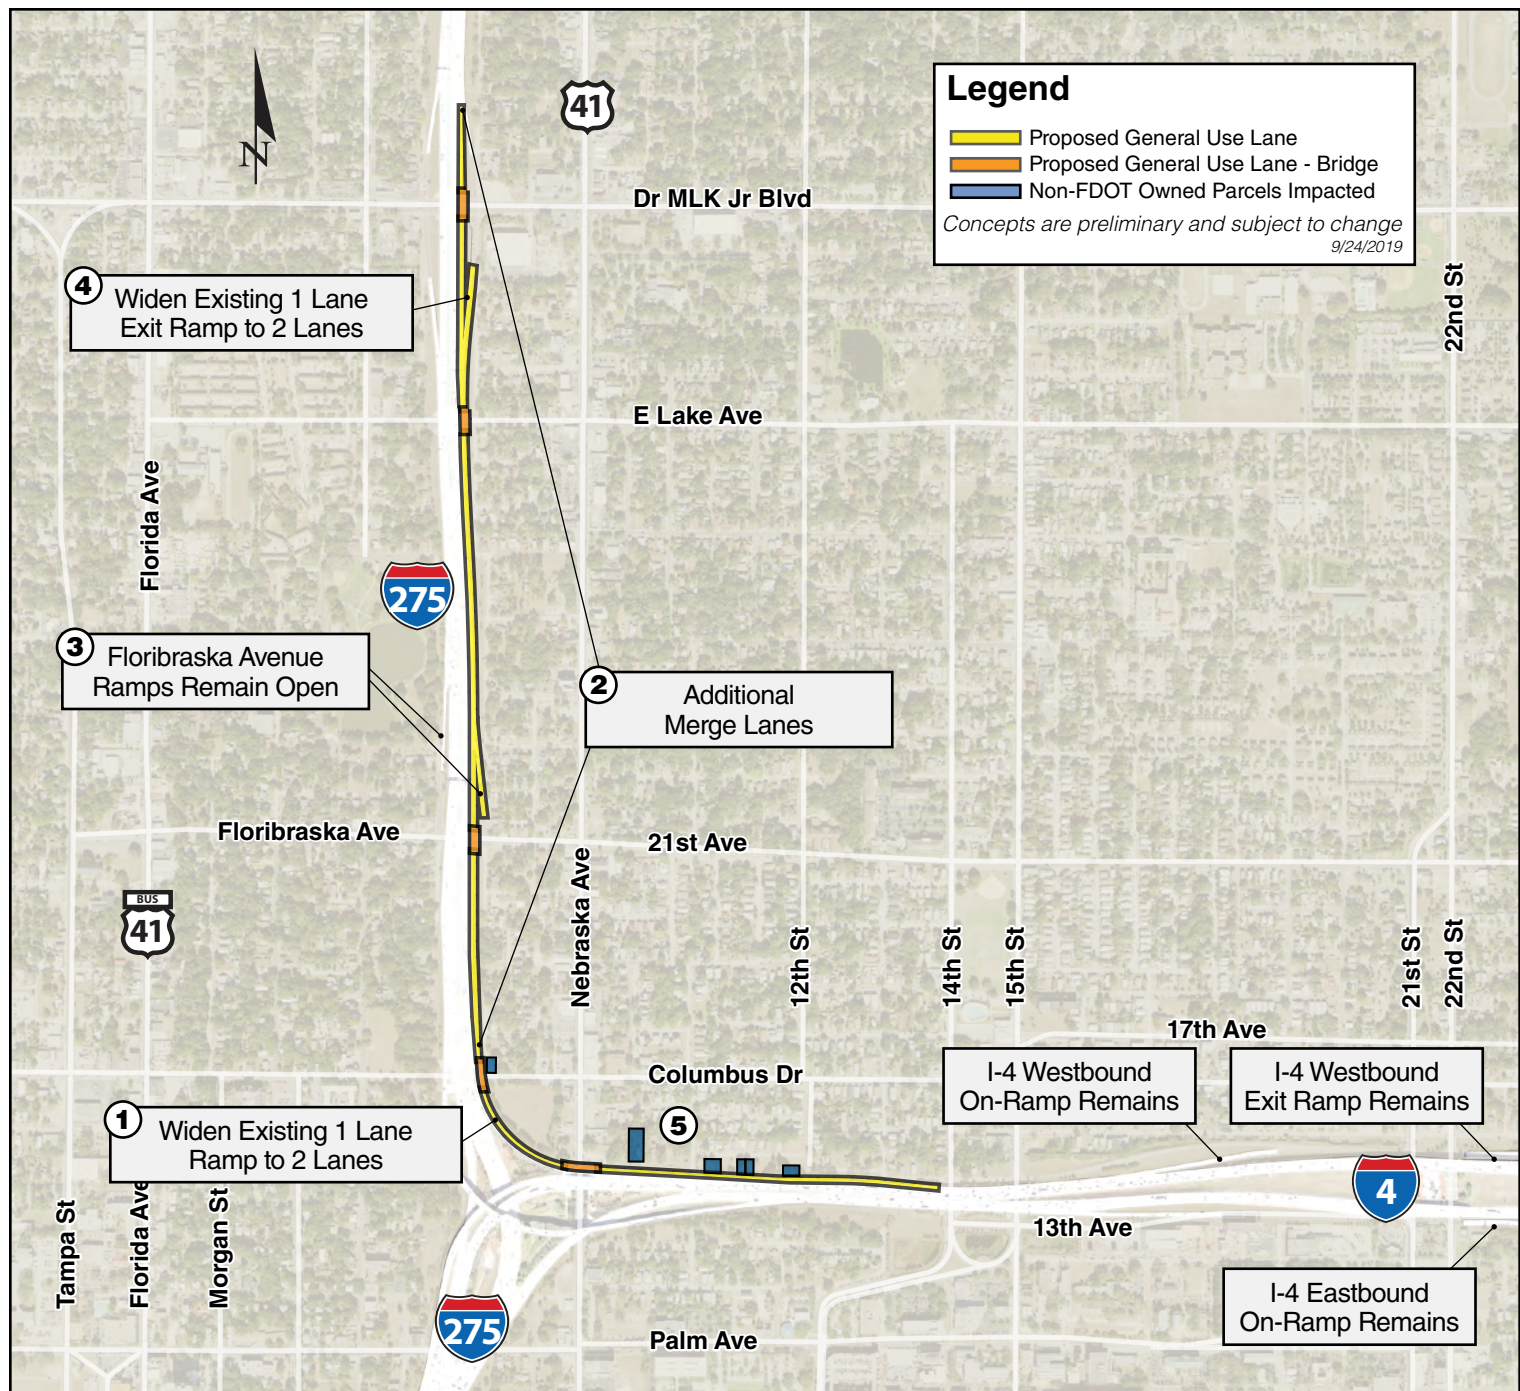 41
N
Legend
Proposed General Use Lane
Proposed General Use Lane - Bridge
Non-FDOT Owned Parcels Impacted
Concepts are preliminary and subject to change
9/24/2019
Dr MLK Jr Blvd
22nd St
4
Widen Existing 1 Lane
Exit Ramp to 2 Lanes
E Lake Ave
Florida Ave
275
3
Floribraska Avenue
Ramps Remain Open
2
Additional
Merge Lanes
Floribraska Ave
21st Ave
BUS
41
Nebraska Ave
12th St
14th St
15th St
21st St
22nd St
17th Ave
Columbus Dr
I-4 Westbound
On-Ramp Remains
I-4 Westbound
Exit Ramp Remains
1
Widen Existing 1 Lane
Ramp to 2 Lanes
5
4
Tampa St
Florida Ave
Morgan St
13th Ave
I-4 Eastbound
On-Ramp Remains
275
Palm Ave